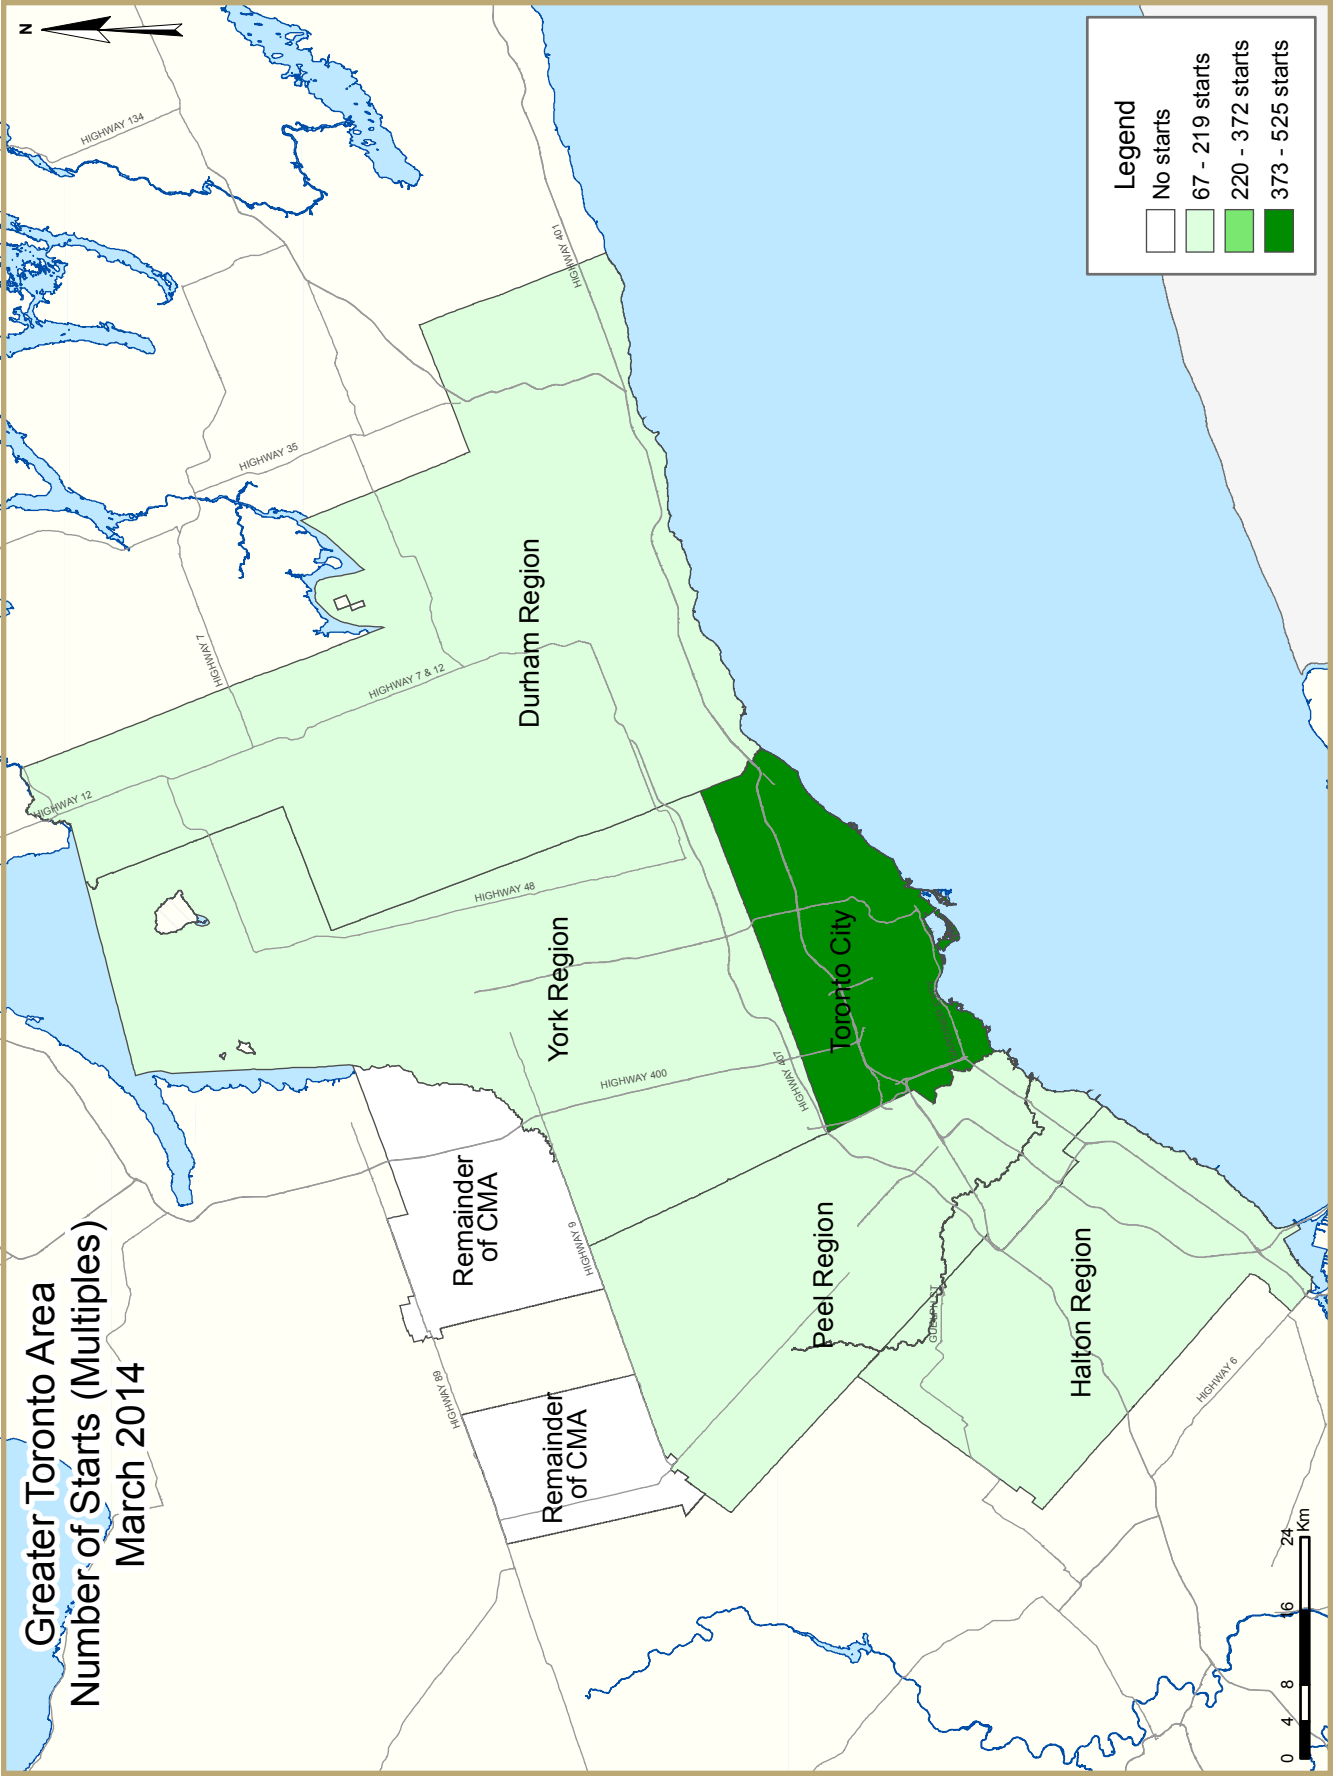 Greater Toronto Area
Number of Starts (Multiples)
March 2014
N
HIGHWAY 134
HIGHWAY 401
HIGHWAY 35
HIGHWAY 7
HIGHWAY 7 & 12
HIGHWAY 12
Durham Region
HIGHWAY 48
York Region
HIGHWAY 400
HIGHWAY 407
Toronto City
Remainder
of CMA
HIGHWAY 9
HIGHWAY 89
Remainder
of CMA
Peel Region
GUELPH ST
Halton Region
HIGHWAY 6
Legend
No starts
67 - 219 starts
220 - 372 starts
373 - 525 starts
0 4 8 16 24
Km